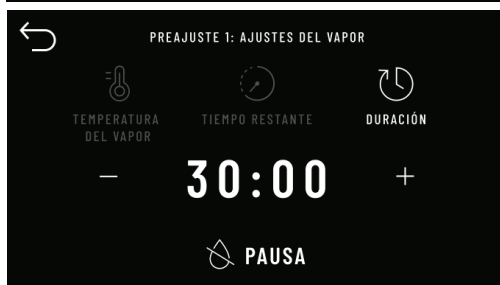 PREAJUSTE 1: AJUSTES DEL VAPOR
TEMPERATURA
DEL VAPOR
TIEMPO RESTANTE
DURACIÓN
− 30:00 +
PAUSA